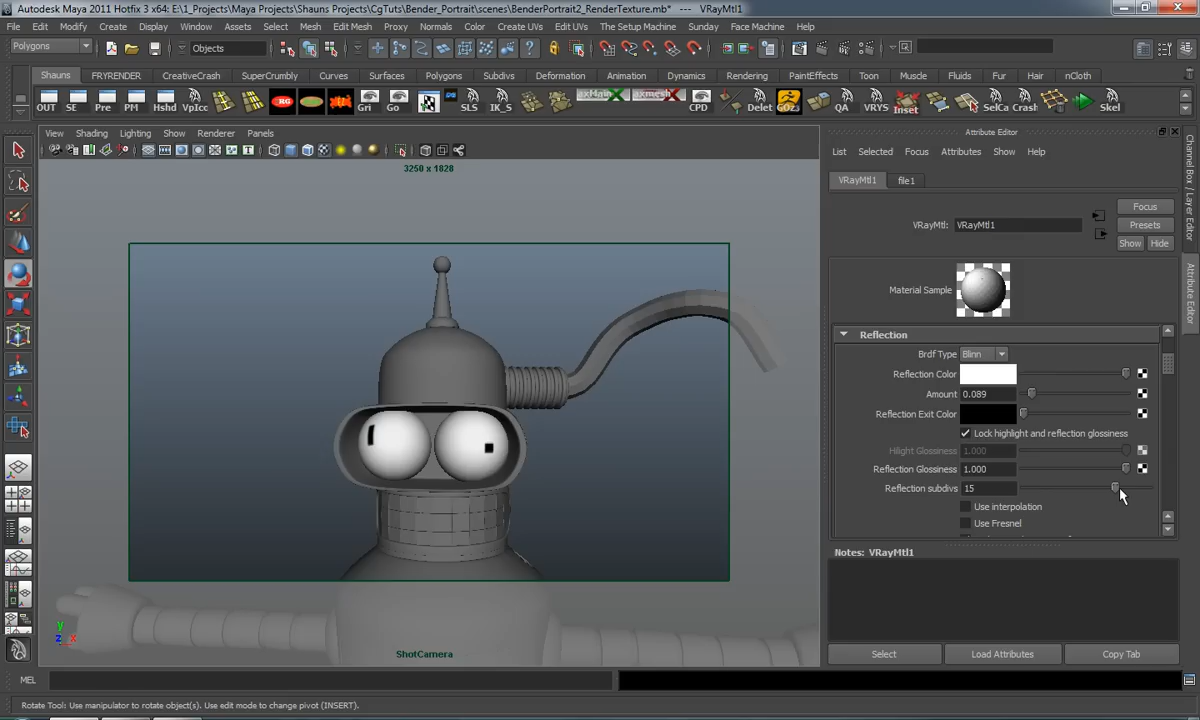 Autodesk Maya 2011 Hotfix 3 x64: E:\1_Projects\Maya Projects\Shauns Projects\CgTuts\Bender_Portrait\scenes\BenderPortrait2_RenderTexture.mb* --- VRayMtl1
File Edit Modify Create Display Window Assets Select Mesh Edit Mesh Proxy Normals Color Create UVs Edit UVs The Setup Machine Sunday Face Machine Help
Polygons Objects
Shauns FRYRENDER CreativeCrash SuperCrumbly Curves Surfaces Polygons Subdivs Deformation Animation Dynamics Rendering PaintEffects Toon Muscle Fluids Fur Hair nCloth
OUT SE Pre PM Hshd VpIcc Gri Go SLS IK_S CPD Delet GOz3 QA VRYS Inset SelCa Crash Skel
View Shading Lighting Show Renderer Panels
3250 x 1828
ShotCamera
y
z x
Attribute Editor
List Selected Focus Attributes Show Help
VRayMtl1 file1
Focus
VRayMtl: VRayMtl1
Presets
Show Hide
Material Sample
Reflection
Brdf Type Blinn
Reflection Color
Amount 0.089
Reflection Exit Color
Lock highlight and reflection glossiness
Hilight Glossiness 1.000
Reflection Glossiness 1.000
Reflection subdivs 15
Use interpolation
Use Fresnel
Notes: VRayMtl1
Select Load Attributes Copy Tab
Channel Box / Layer Editor
Attribute Editor
MEL
Rotate Tool: Use manipulator to rotate object(s). Use edit mode to change pivot (INSERT).